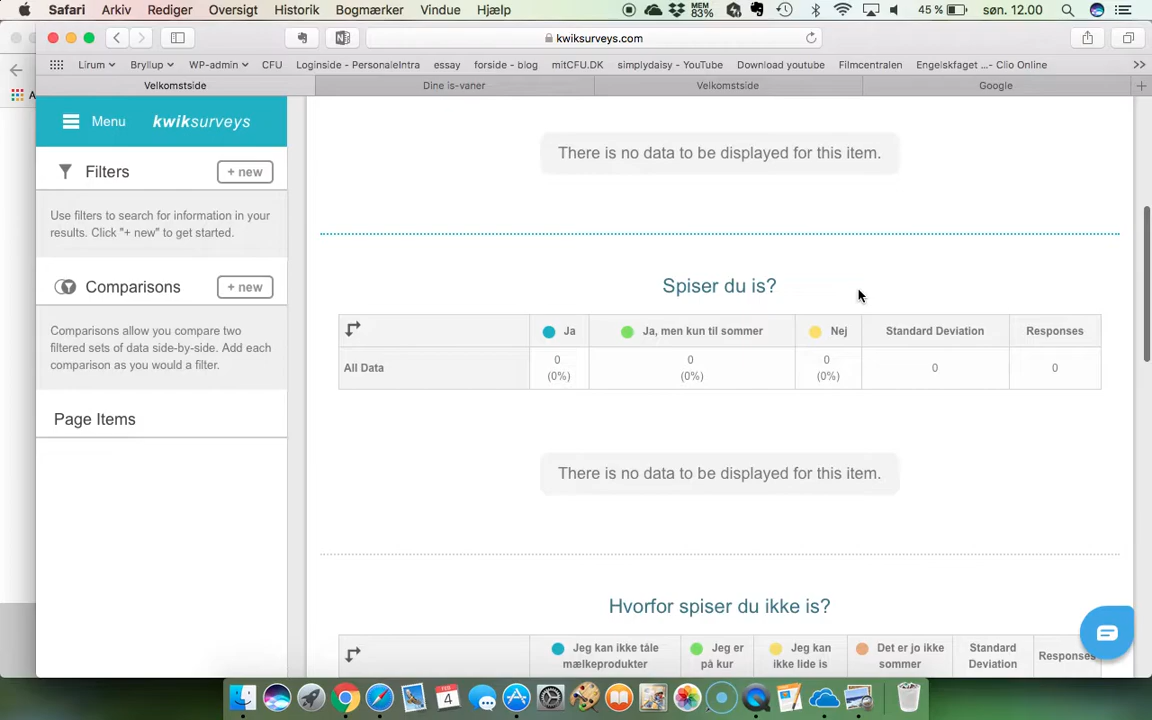 Safari Arkiv Rediger Oversigt Historik Bogmærker Vindue Hjælp MEM 83% 45 % søn. 12.00
kwiksurveys.com
Lirum Bryllup WP-admin CFU Loginside - PersonaleIntra essay forside - blog mitCFU.DK simplydaisy - YouTube Download youtube Filmcentralen Engelskfaget ...- Clio Online
Velkomstside Dine is-vaner Velkomstside Google
Menu kwiksurveys
There is no data to be displayed for this item.
Filters + new
Use filters to search for information in your
results. Click "+ new" to get started.
Comparisons + new
Comparisons allow you compare two
filtered sets of data side-by-side. Add each
comparison as you would a filter.
Page Items
Spiser du is?
Ja Ja, men kun til sommer Nej Standard Deviation Responses
All Data 0 0 0 0 0
(0%) (0%) (0%)
There is no data to be displayed for this item.
Hvorfor spiser du ikke is?
Jeg kan ikke tåle Jeg er Jeg kan Det er jo ikke Standard Responses
mælkeprodukter på kur ikke lide is sommer Deviation
FEB
4